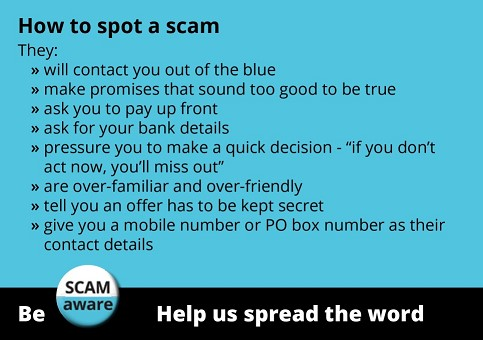 How to spot a scam
They:
» will contact you out of the blue
» make promises that sound too good to be true
» ask you to pay up front
» ask for your bank details
» pressure you to make a quick decision - “if you don’t
act now, you’ll miss out”
» are over-familiar and over-friendly
» tell you an offer has to be kept secret
» give you a mobile number or PO box number as their
contact details
Be SCAM
aware
Help us spread the word